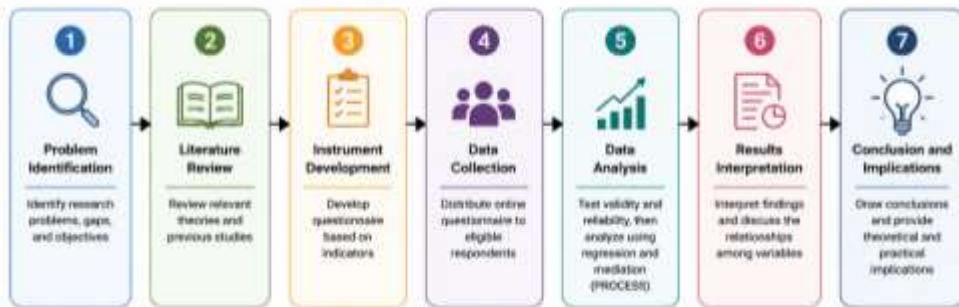 1
Problem
Identification
Identify research
problems, gaps,
and objectives
2
Literature
Review
Review relevant
theories and
previous studies
3
Instrument
Development
Develop
questionnaire
based on
indicators
4
Data
Collection
Distribute online
questionnaire to
eligible
respondents
5
Data
Analysis
Test validity and
reliability, then
analyze using
regression and
mediation
(PROCESS)
6
Results
Interpretation
Interpret findings
and discuss the
relationships
among variables
7
Conclusion and
Implications
Draw conclusions
and provide
theoretical and
practical
implications